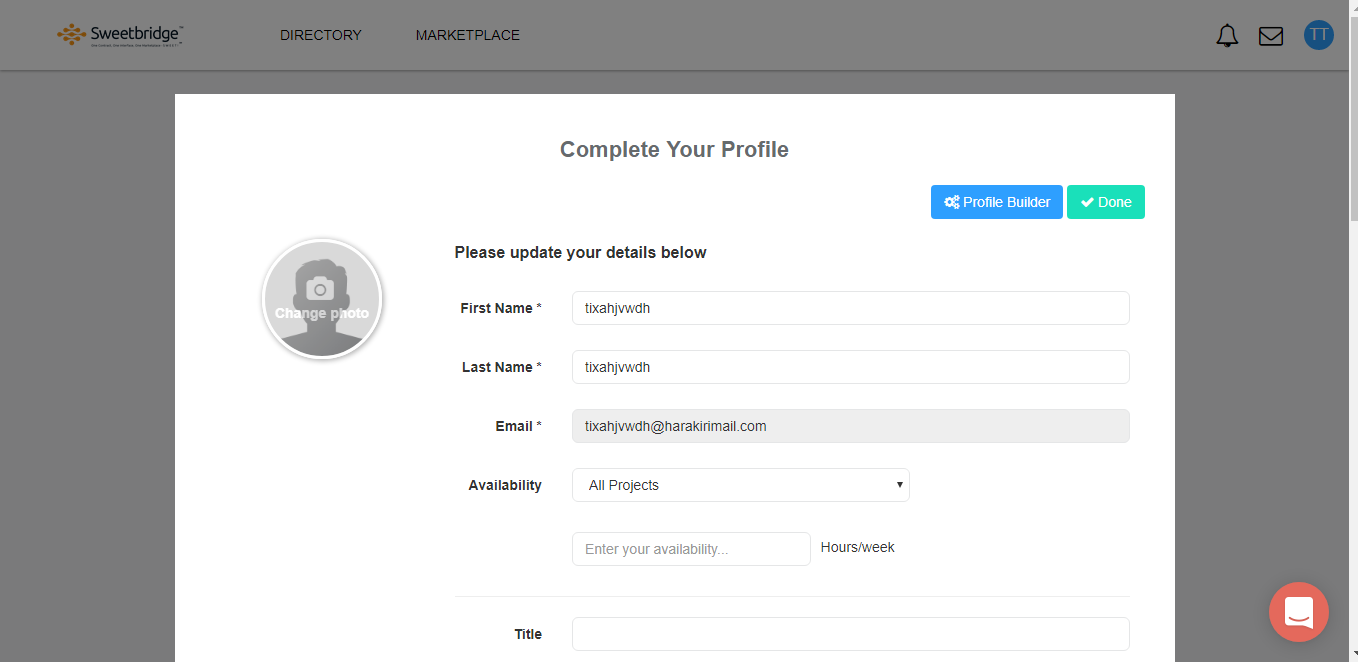 Sweetbridge™
DIRECTORY
MARKETPLACE
TT
Complete Your Profile
Profile Builder
Done
Change photo
Please update your details below
First Name *
tixahjvwdh
Last Name *
tixahjvwdh
Email *
tixahjvwdh@harakirimail.com
Availability
All Projects
Enter your availability...
Hours/week
Title